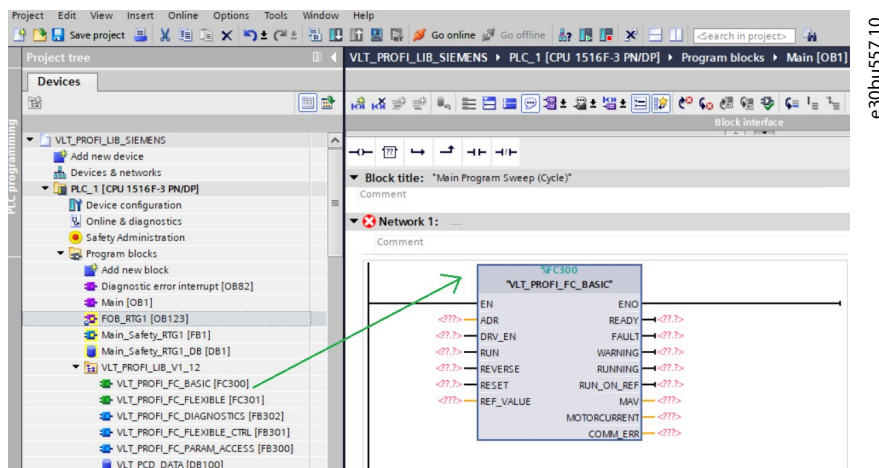 Project Edit View Insert Online Options Tools Window Help
Save project Go online Go offline <Search in project>
Project tree
VLT_PROFI_LIB_SIEMENS PLC_1 [CPU 1516F-3 PN/DP] Program blocks Main [OB1]
Devices
Block interface
PLC programming
VLT_PROFI_LIB_SIEMENS
Add new device
Devices & networks
PLC_1 [CPU 1516F-3 PN/DP]
Device configuration
Online & diagnostics
Safety Administration
Program blocks
Add new block
Diagnostic error interrupt [OB82]
Main [OB1]
FOB_RTG1 [OB123]
Main_Safety_RTG1 [FB1]
Main_Safety_RTG1_DB [DB1]
VLT_PROFI_LIB_V1_12
VLT_PROFI_FC_BASIC [FC300]
VLT_PROFI_FC_FLEXIBLE [FC301]
VLT_PROFI_FC_DIAGNOSTICS [FB302]
VLT_PROFI_FC_FLEXIBLE_CTRL [FB301]
VLT_PROFI_FC_PARAM_ACCESS [FB300]
VLT_PCD_DATA [DB100]
??
Block title: "Main Program Sweep (Cycle)"
Comment
Network 1: .....
Comment
%FC300
"VLT_PROFI_FC_BASIC"
EN ENO
<???> ADR READY <??.?>
<??.?> DRV_EN FAULT <??.?>
<??.?> RUN WARNING <??.?>
<??.?> REVERSE RUNNING <??.?>
<??.?> RESET RUN_ON_REF <??.?>
<???> REF_VALUE MAV <???>
MOTORCURRENT <???>
COMM_ERR <???>
e30bu557.10